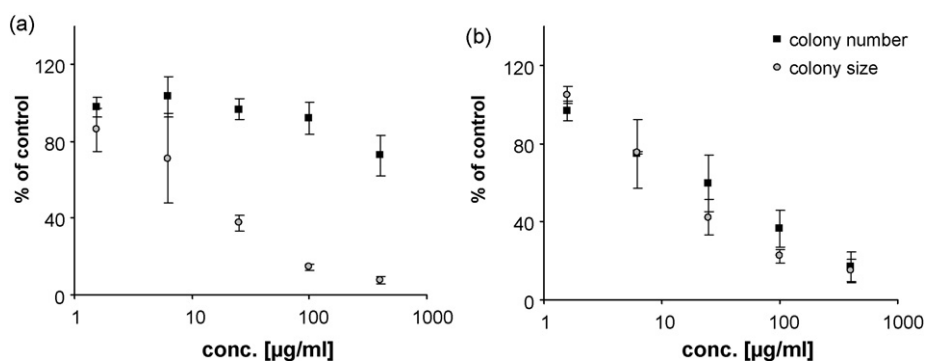 (a)
% of control
120
80
40
0
1
10
100
1000
conc. [µg/ml]
(b)
colony number
colony size
% of control
120
80
40
0
1
10
100
1000
conc. [µg/ml]